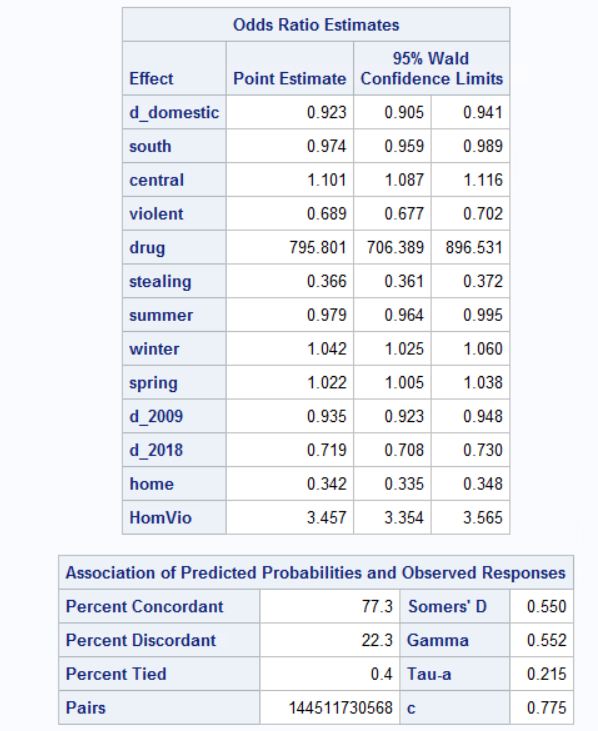 Odds Ratio Estimates
Effect Point Estimate 95% Wald Confidence Limits
d_domestic 0.923 0.905 0.941
south 0.974 0.959 0.989
central 1.101 1.087 1.116
violent 0.689 0.677 0.702
drug 795.801 706.389 896.531
stealing 0.366 0.361 0.372
summer 0.979 0.964 0.995
winter 1.042 1.025 1.060
spring 1.022 1.005 1.038
d_2009 0.935 0.923 0.948
d_2018 0.719 0.708 0.730
home 0.342 0.335 0.348
HomVio 3.457 3.354 3.565
Association of Predicted Probabilities and Observed Responses
Percent Concordant 77.3 Somers' D 0.550
Percent Discordant 22.3 Gamma 0.552
Percent Tied 0.4 Tau-a 0.215
Pairs 144511730568 c 0.775